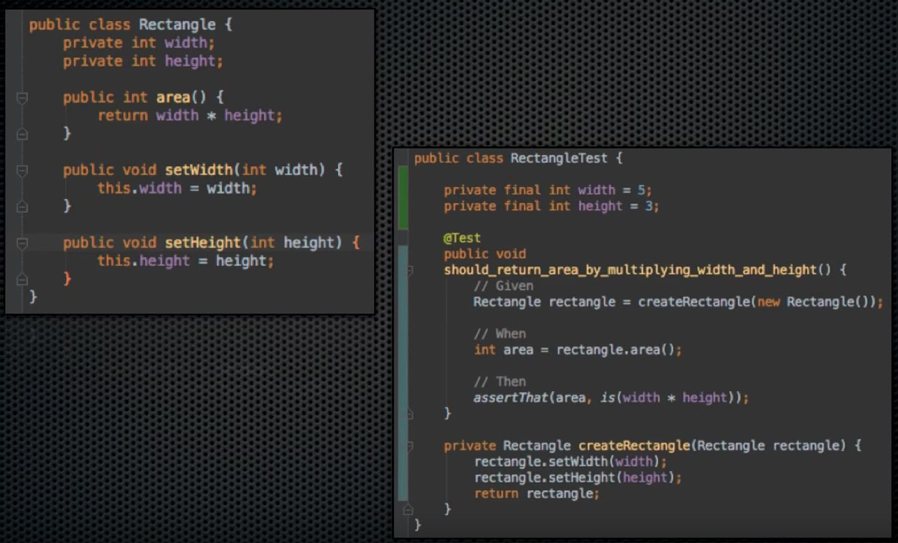 public class Rectangle {
private int width;
private int height;
public int area() {
return width * height;
}
public void setWidth(int width) {
this.width = width;
}
public void setHeight(int height) {
this.height = height;
}
}
public class RectangleTest {
private final int width = 5;
private final int height = 3;
@Test
public void
should_return_area_by_multiplying_width_and_height() {
// Given
Rectangle rectangle = createRectangle(new Rectangle());
// When
int area = rectangle.area();
// Then
assertThat(area, is(width * height));
}
private Rectangle createRectangle(Rectangle rectangle) {
rectangle.setWidth(width);
rectangle.setHeight(height);
return rectangle;
}
}